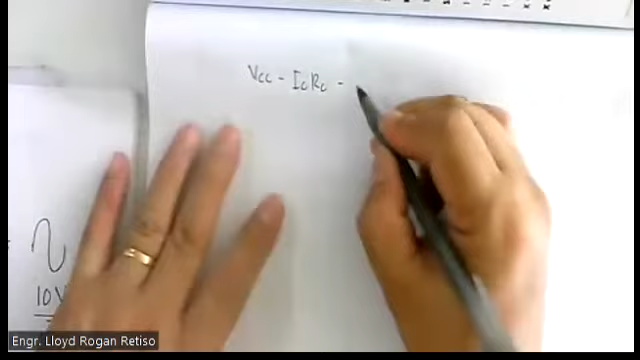 Vcc - IcRc -
10V
Engr. Lloyd Rogan Retiso